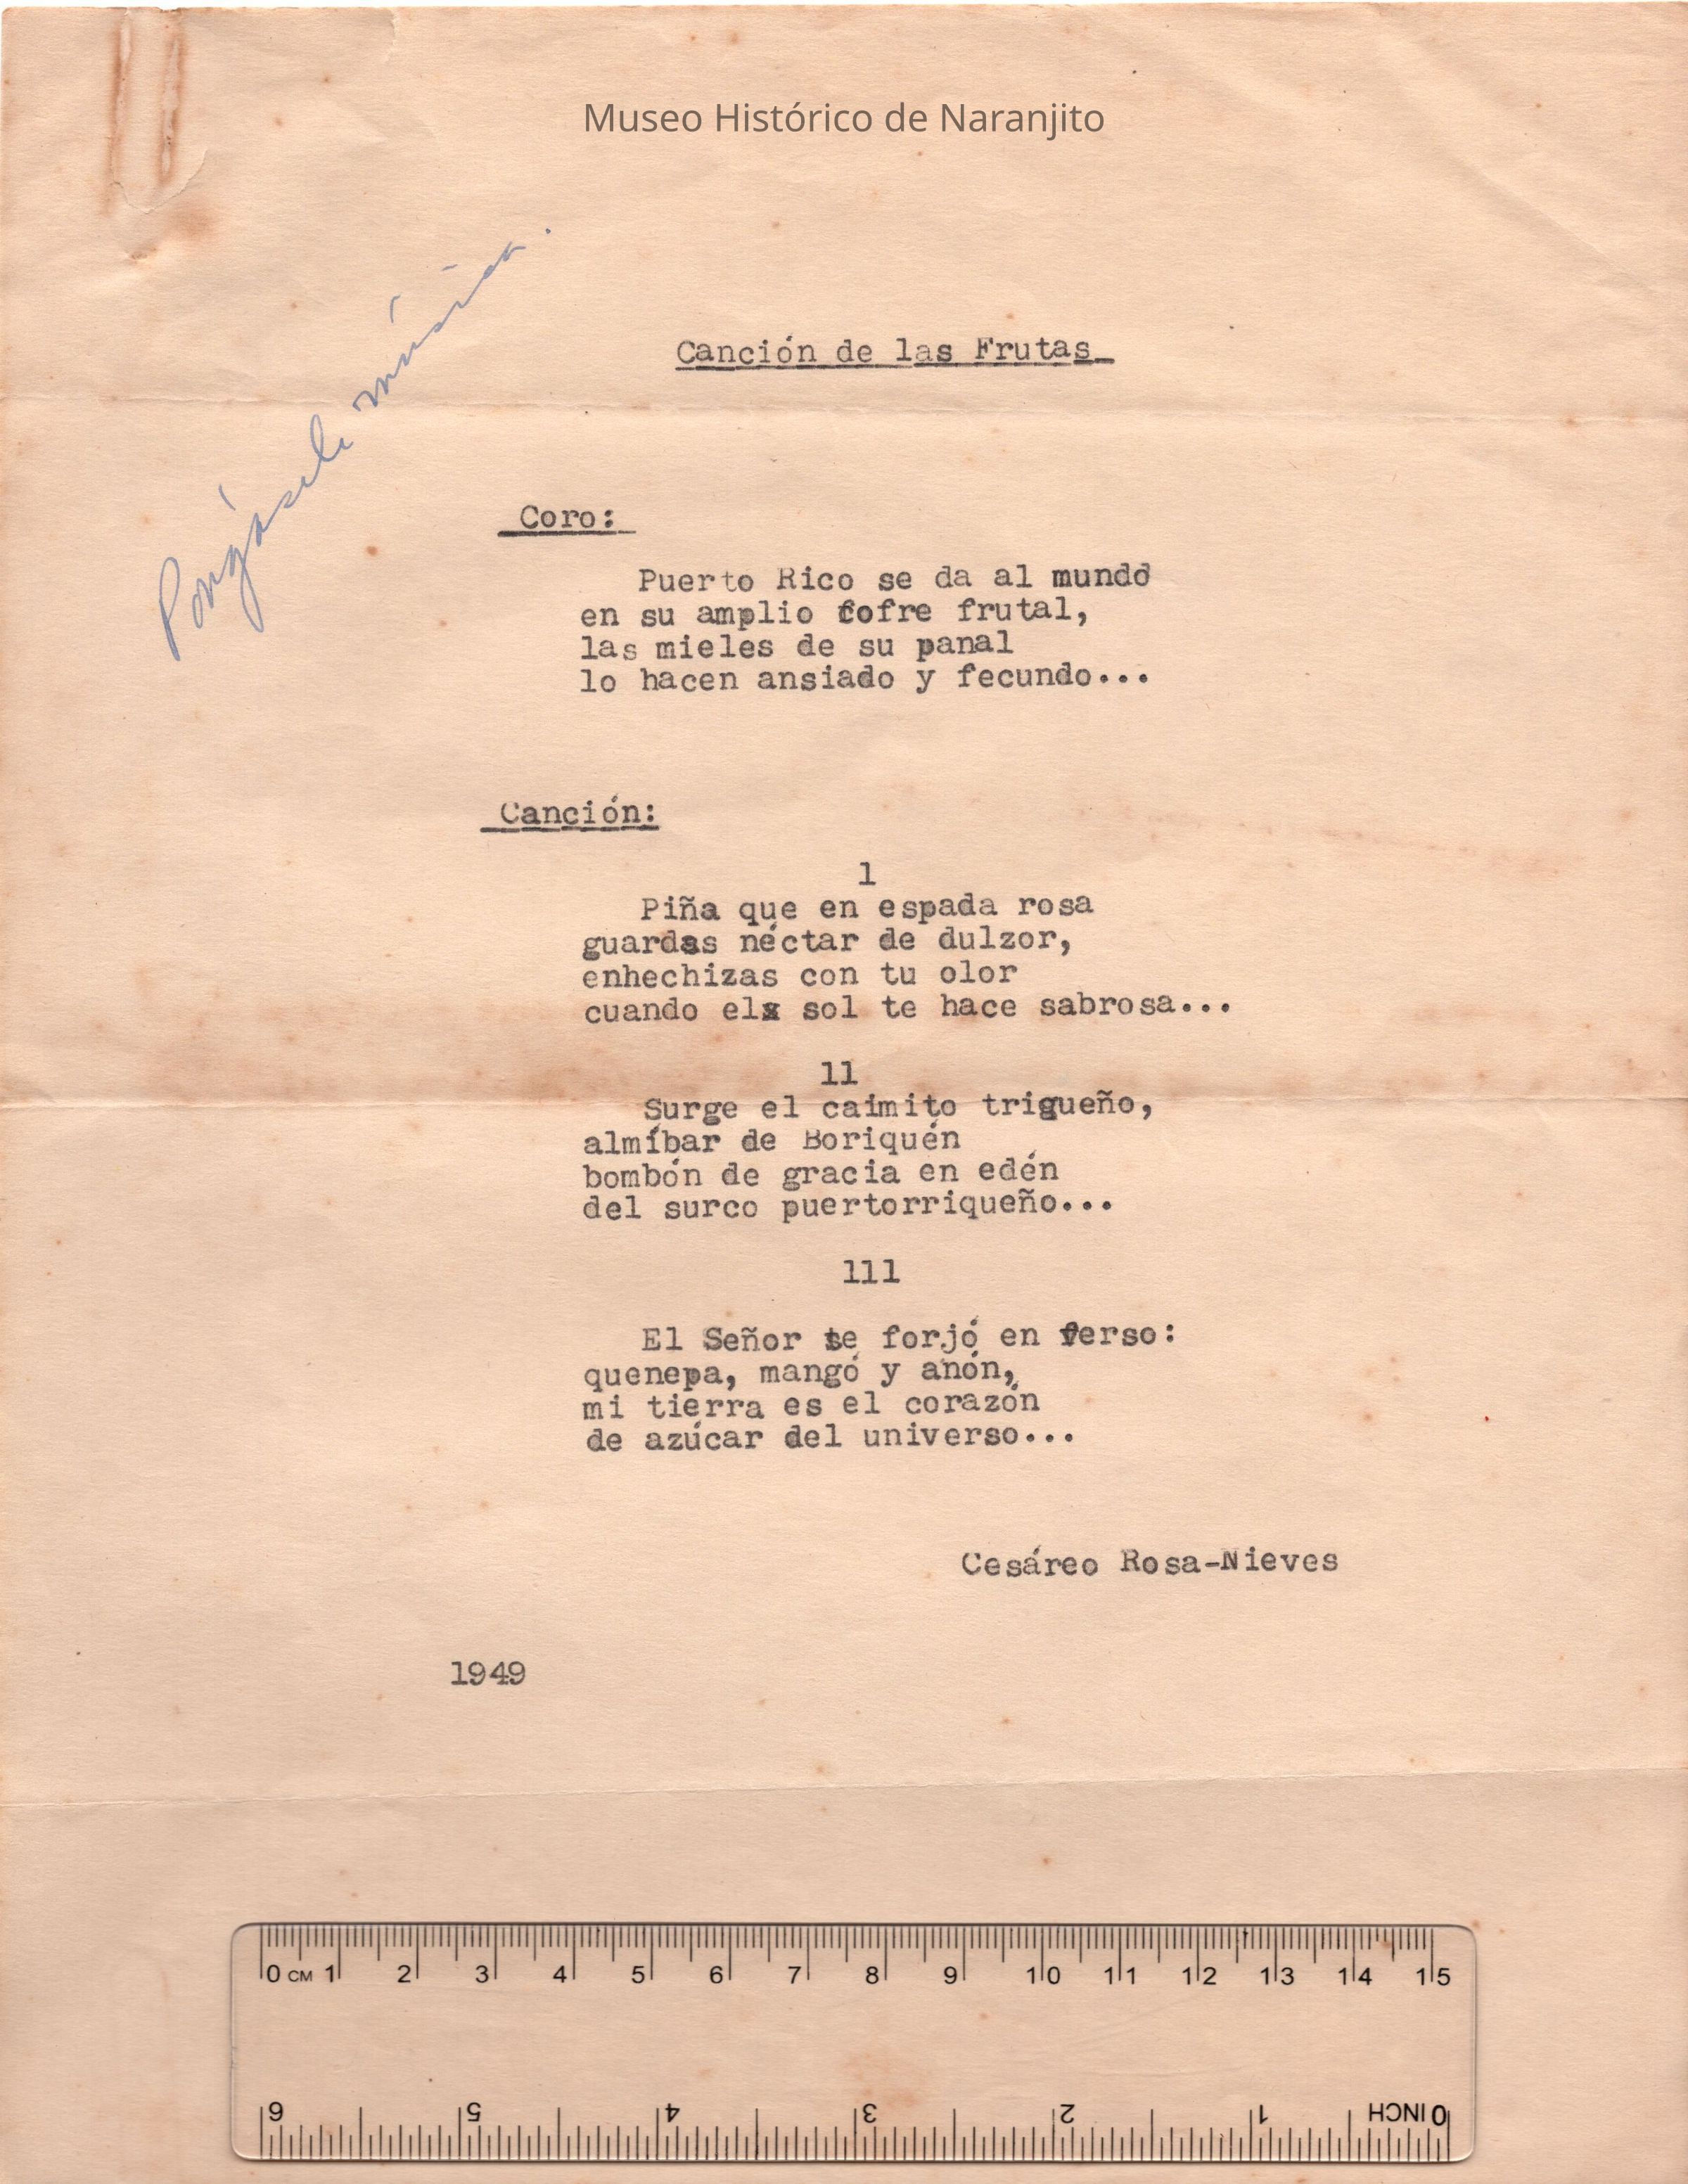 Museo Histórico de Naranjito
Pongásele música.
Canción de las Frutas
Coro:
Puerto Rico se da al mundo
en su amplio cofre frutal,
las mieles de su panal
lo hacen ansiado y fecundo...
Canción:
1
Piña que en espada rosa
guardas néctar de dulzor,
enhechizas con tu olor
cuando elx sol te hace sabrosa...
11
Surge el caimito trigueño,
almíbar de Boriquén
bombón de gracia en edén
del surco puertorriqueño...
111
El Señor te forjó en verso:
quenepa, mangó y anón,
mi tierra es el corazón
de azúcar del universo...
Cesáreo Rosa-Nieves
1949
0 CM 1 2 3 4 5 6 7 8 9 10 11 12 13 14 15
6 5 4 3 2 1 0 INCH